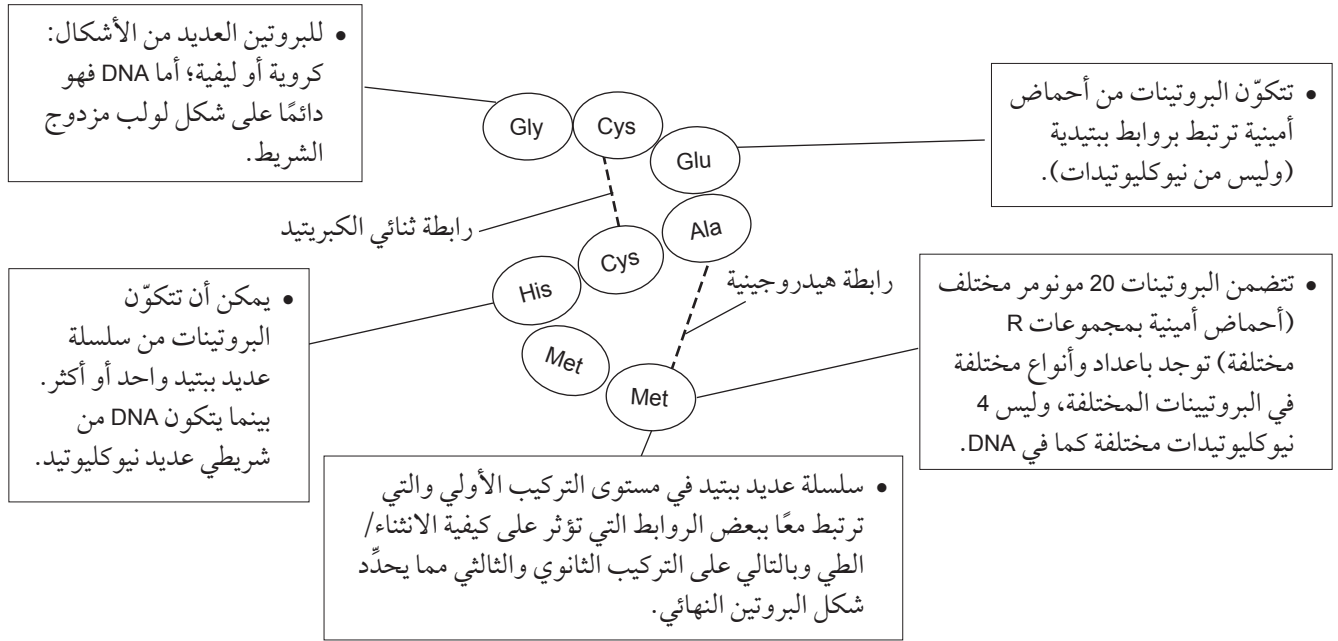 • للبروتين العديد من الأشكال:
كروية أو ليفية؛ أما DNA فهو
دائمًا على شكل لولب مزدوج
الشريط.
• تتكوّن البروتينات من أحماض
أمينية ترتبط بروابط ببتيدية
(وليس من نيوكليوتيدات).
Gly
Cys
Glu
Ala
Cys
His
Met
Met
رابطة ثنائي الكبريتيد
رابطة هيدروجينية
• يمكن أن تتكوّن
البروتينات من سلسلة
عديد ببتيد واحد أو أكثر.
بينما يتكون DNA من
شريطي عديد نيوكليوتيد.
• تتضمن البروتينات 20 مونومر مختلف
(أحماض أمينية بمجموعات R
مختلفة) توجد باعداد وأنواع مختلفة
في البروتيينات المختلفة، وليس 4
نيوكليوتيدات مختلفة كما في DNA.
• سلسلة عديد ببتيد في مستوى التركيب الأولي والتي
ترتبط معًا ببعض الروابط التي تؤثر على كيفية الانثناء/
الطي وبالتالي على التركيب الثانوي والثالثي مما يحدِّد
شكل البروتين النهائي.